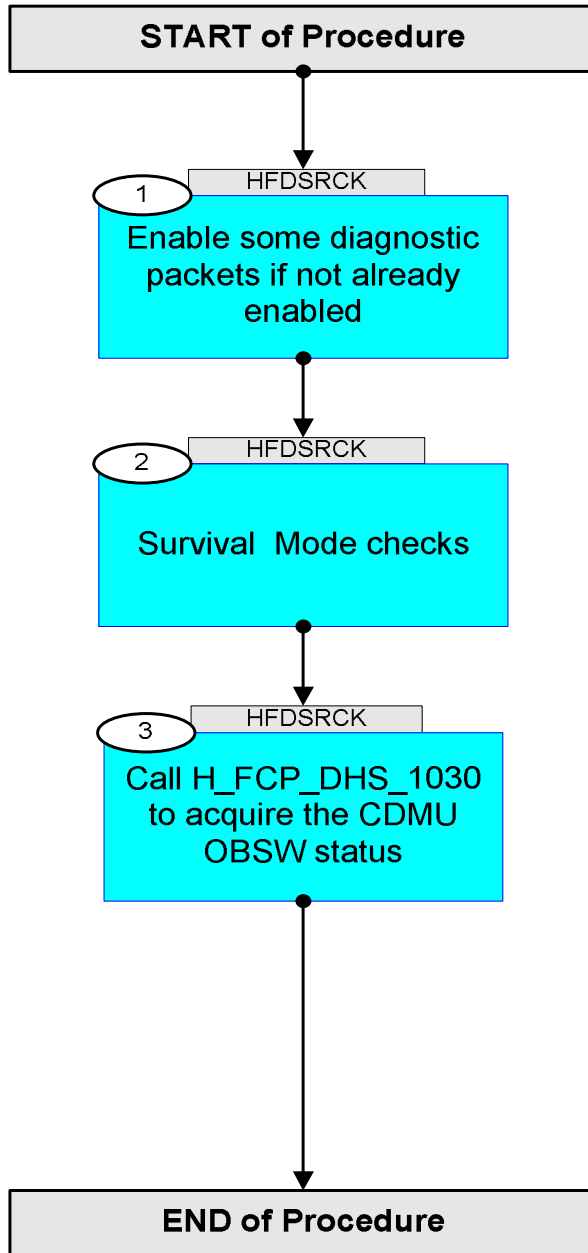 START of Procedure
HFDSRCK
1
Enable some diagnostic
packets if not already
enabled
HFDSRCK
2
Survival Mode checks
HFDSRCK
3
Call H_FCP_DHS_1030
to acquire the CDMU
OBSW status
END of Procedure